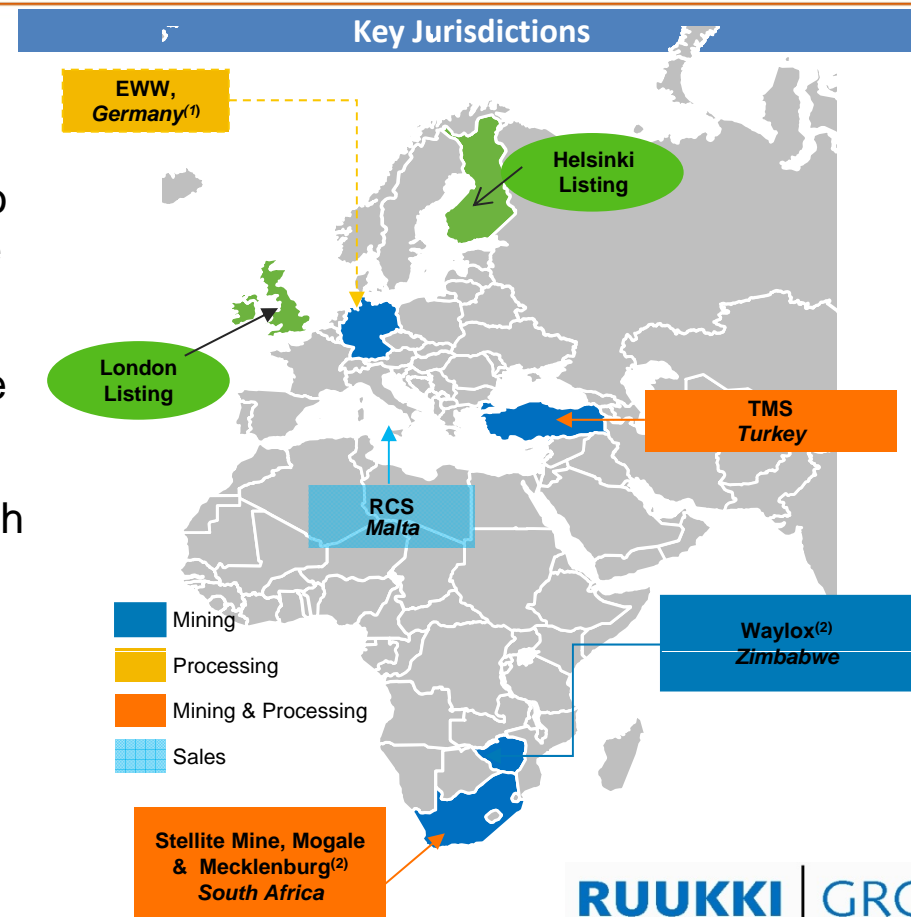 Key Jurisdictions
EWW,
Germany(1)
Helsinki
Listing
London
Listing
TMS
Turkey
RCS
Malta
Mining
Processing
Mining & Processing
Sales
Waylox(2)
Zimbabwe
Stellite Mine, Mogale
& Mecklenburg(2)
South Africa
RUUKKI